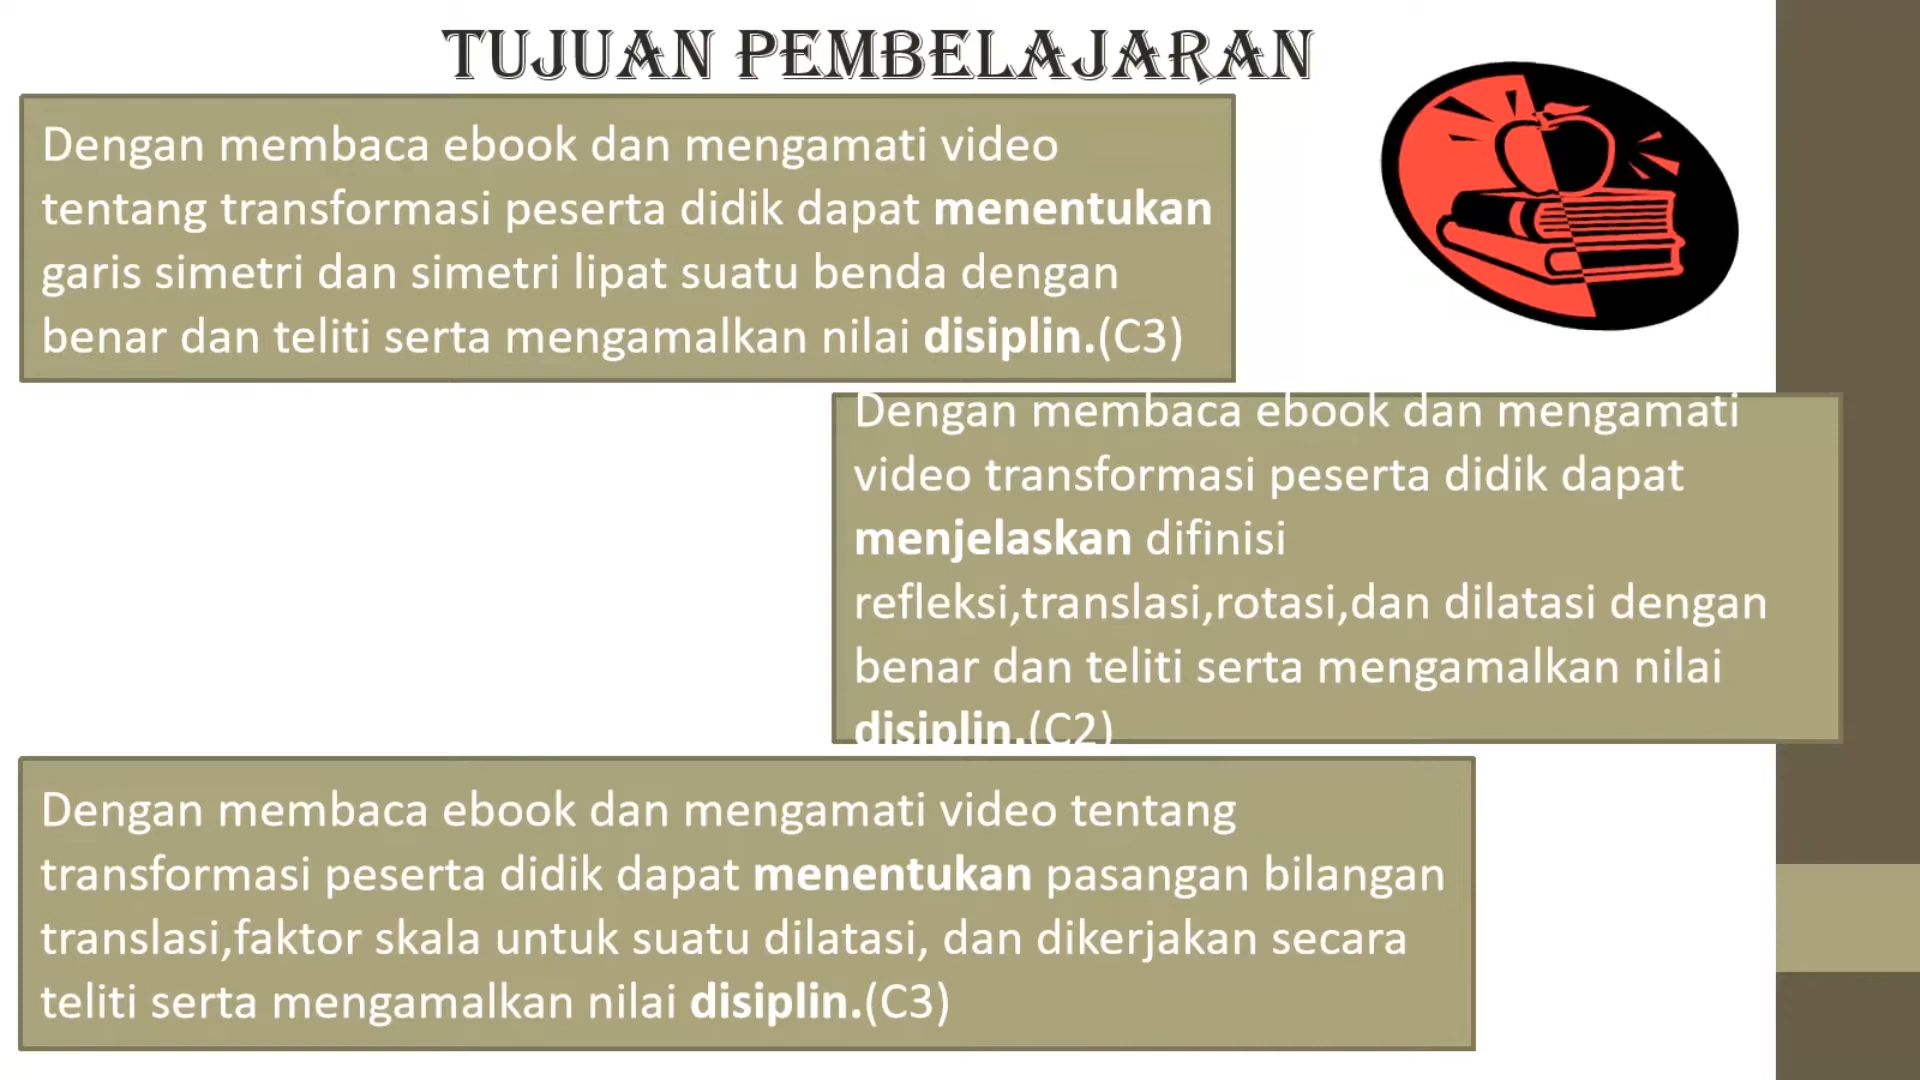 TUJUAN PEMBELAJARAN
Dengan membaca ebook dan mengamati video
tentang transformasi peserta didik dapat menentukan
garis simetri dan simetri lipat suatu benda dengan
benar dan teliti serta mengamalkan nilai disiplin.(C3)
Dengan membaca ebook dan mengamati
video transformasi peserta didik dapat
menjelaskan difinisi
refleksi,translasi,rotasi,dan dilatasi dengan
benar dan teliti serta mengamalkan nilai
disiplin.(C2)
Dengan membaca ebook dan mengamati video tentang
transformasi peserta didik dapat menentukan pasangan bilangan
translasi,faktor skala untuk suatu dilatasi, dan dikerjakan secara
teliti serta mengamalkan nilai disiplin.(C3)